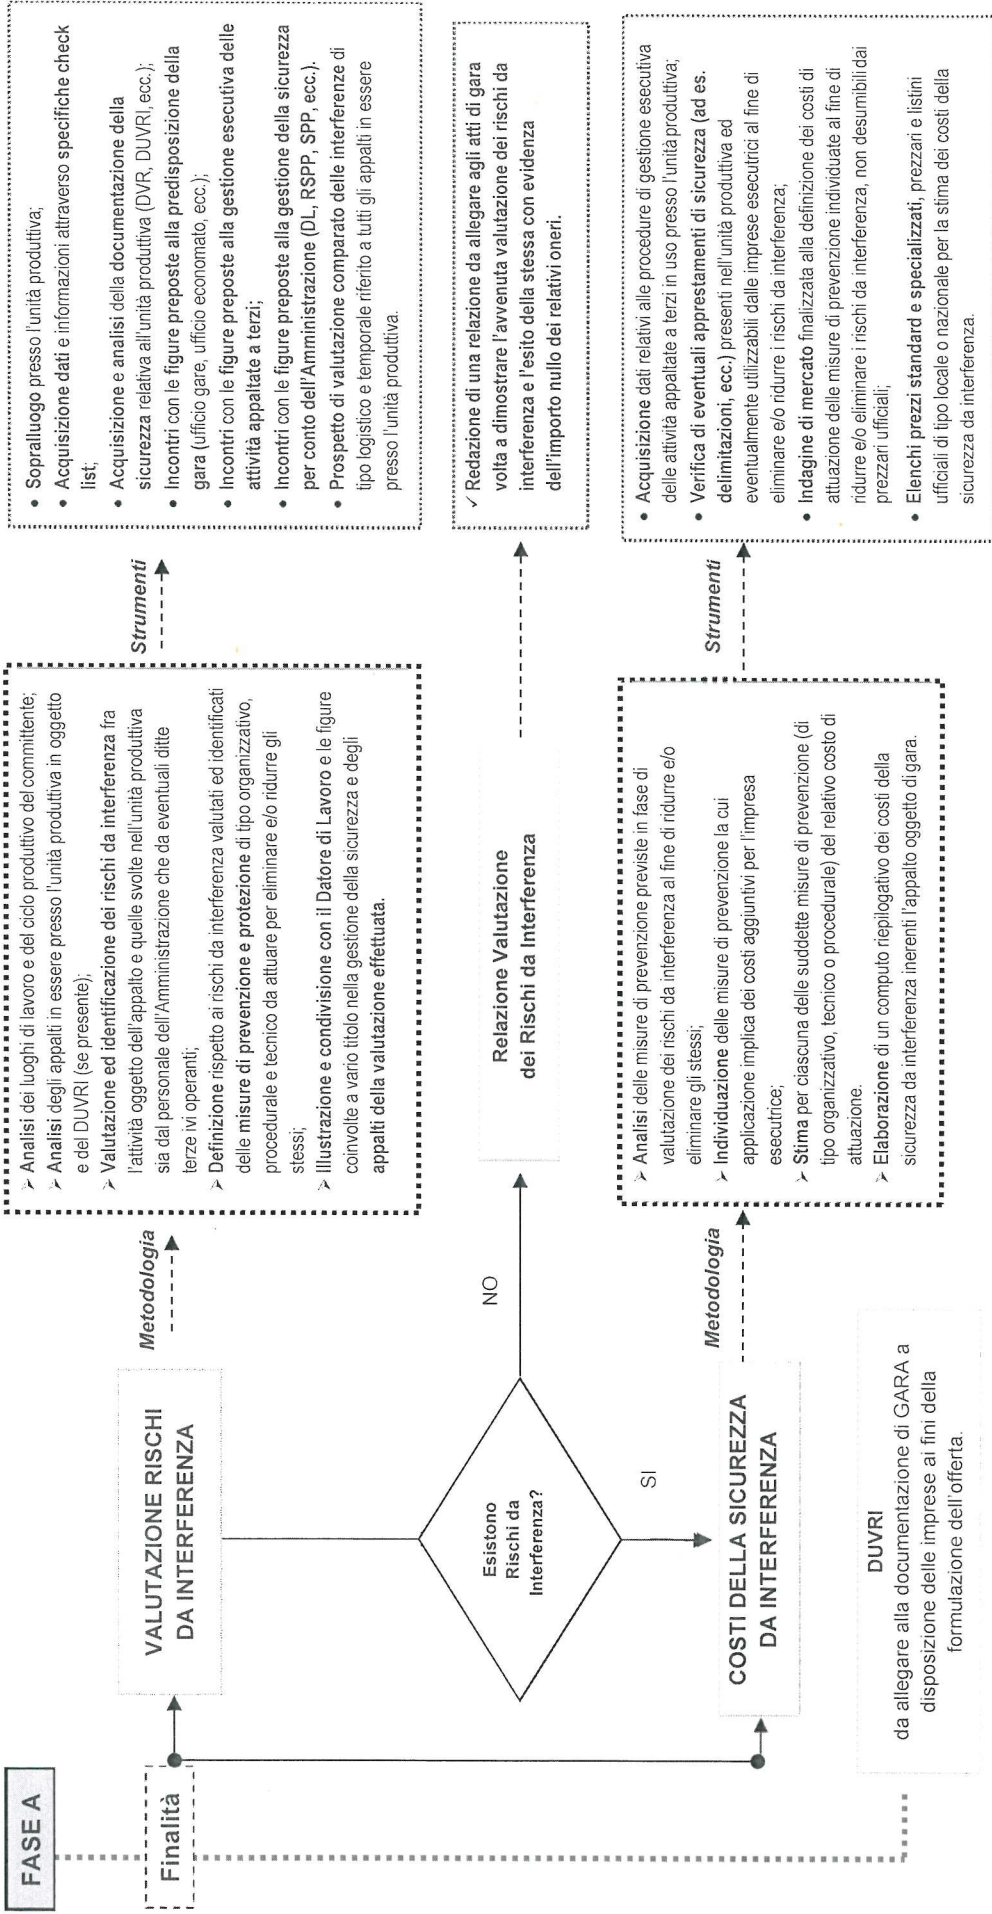 FASE A
Finalità
VALUTAZIONE RISCHI
DA INTERFERENZA
Metodologia
➢ Analisi dei luoghi di lavoro e del ciclo produttivo del committente;
➢ Analisi degli appalti in essere presso l'unità produttiva in oggetto
e del DUVRI (se presente);
➢ Valutazione ed identificazione dei rischi da interferenza fra
l'attività oggetto dell'appalto e quelle svolte nell'unità produttiva
sia dal personale dell'Amministrazione che da eventuali ditte
terze ivi operanti;
➢ Definizione rispetto ai rischi da interferenza valutati ed identificati
delle misure di prevenzione e protezione di tipo organizzativo,
procedurale e tecnico da attuare per eliminare e/o ridurre gli
stessi;
➢ Illustrazione e condivisione con il Datore di Lavoro e le figure
coinvolte a vario titolo nella gestione della sicurezza e degli
appalti della valutazione effettuata.
Strumenti
• Sopralluogo presso l'unità produttiva;
• Acquisizione dati e informazioni attraverso specifiche check
list;
• Acquisizione e analisi della documentazione della
sicurezza relativa all'unità produttiva (DVR, DUVRI, ecc.);
• Incontri con le figure preposte alla predisposizione della
gara (ufficio gare, ufficio economato, ecc.);
• Incontri con le figure preposte alla gestione esecutiva delle
attività appaltate a terzi;
• Incontri con le figure preposte alla gestione della sicurezza
per conto dell'Amministrazione (DL, RSPP, SPP, ecc.).
• Prospetto di valutazione comparato delle interferenze di
tipo logistico e temporale riferito a tutti gli appalti in essere
presso l'unità produttiva.
Esistono
Rischi da
Interferenza?
NO
Relazione Valutazione
dei Rischi da Interferenza
✓ Redazione di una relazione da allegare agli atti di gara
volta a dimostrare l'avvenuta valutazione dei rischi da
interferenza e l'esito della stessa con evidenza
dell'importo nullo dei relativi oneri.
SI
COSTI DELLA SICUREZZA
DA INTERFERENZA
Metodologia
➢ Analisi delle misure di prevenzione previste in fase di
valutazione dei rischi da interferenza al fine di ridurre e/o
eliminare gli stessi;
➢ Individuazione delle misure di prevenzione la cui
applicazione implica dei costi aggiuntivi per l'impresa
esecutrice;
➢ Stima per ciascuna delle suddette misure di prevenzione (di
tipo organizzativo, tecnico o procedurale) del relativo costo di
attuazione.
➢ Elaborazione di un computo riepilogativo dei costi della
sicurezza da interferenza inerenti l'appalto oggetto di gara.
Strumenti
• Acquisizione dati relativi alle procedure di gestione esecutiva
delle attività appaltate a terzi in uso presso l'unità produttiva;
• Verifica di eventuali apprestamenti di sicurezza (ad es.
delimitazioni, ecc.) presenti nell'unità produttiva ed
eventualmente utilizzabili dalle imprese esecutrici al fine di
eliminare e/o ridurre i rischi da interferenza;
• Indagine di mercato finalizzata alla definizione dei costi di
attuazione delle misure di prevenzione individuate al fine di
ridurre e/o eliminare i rischi da interferenza, non desumibili dai
prezzari ufficiali;
• Elenchi prezzi standard e specializzati, prezzari e listini
ufficiali di tipo locale o nazionale per la stima dei costi della
sicurezza da interferenza.
DUVRI
da allegare alla documentazione di GARA a
disposizione delle imprese ai fini della
formulazione dell'offerta.